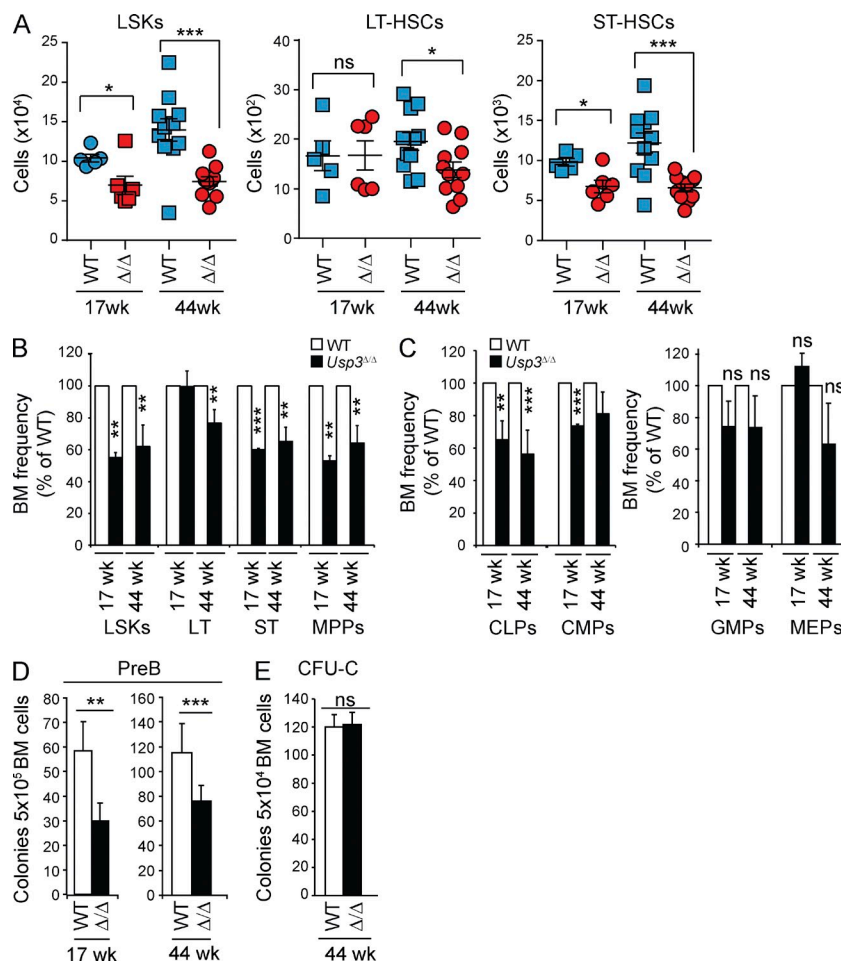 A
LSKs
LT-HSCs
ST-HSCs
Cells (x10⁴)
25
20
15
10
5
0
*
***
WT
Δ/Δ
WT
Δ/Δ
17wk
44wk
Cells (x10²)
40
30
20
10
0
ns
*
WT
Δ/Δ
WT
Δ/Δ
17wk
44wk
Cells (x10³)
25
20
15
10
5
0
*
***
WT
Δ/Δ
WT
Δ/Δ
17wk
44wk
B
WT
Usp3Δ/Δ
BM frequency
(% of WT)
120
100
80
60
40
20
0
**
**
**
***
**
**
**
17 wk
44 wk
17 wk
44 wk
17 wk
44 wk
17 wk
44 wk
LSKs
LT
ST
MPPs
C
WT
Usp3Δ/Δ
BM frequency
(% of WT)
120
100
80
60
40
20
0
**
***
***
17 wk
44 wk
17 wk
44 wk
CLPs
CMPs
BM frequency
(% of WT)
120
100
80
60
40
20
0
ns
ns
ns
ns
17 wk
44 wk
17 wk
44 wk
GMPs
MEPs
D
PreB
Colonies 5x10⁵ BM cells
80
70
60
50
40
30
20
10
0
**
WT
Δ/Δ
17 wk
160
140
120
100
80
60
40
20
0
***
WT
Δ/Δ
44 wk
E
CFU-C
Colonies 5x10⁴ BM cells
140
120
100
80
60
40
20
0
ns
WT
Δ/Δ
44 wk